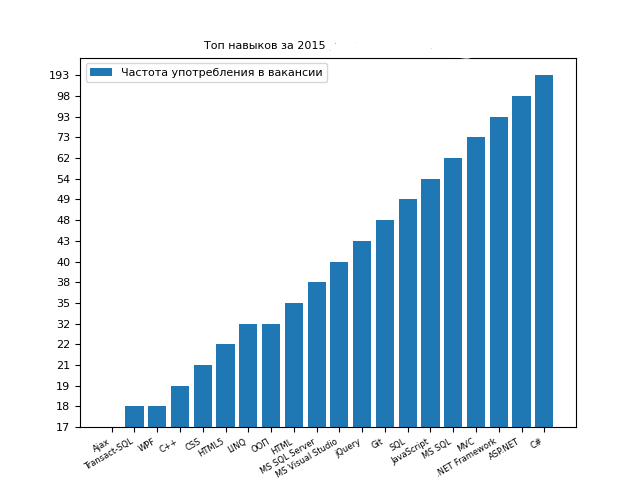 Топ навыков за 2015
Частота употребления в вакансии
193
98
93
73
62
54
49
48
43
40
38
35
32
22
21
19
18
17
Ajax
Transact-SQL
WPF
C++
CSS
HTML5
LINQ
ООП
HTML
MS SQL Server
MS Visual Studio
jQuery
Git
SQL
JavaScript
MS SQL
MVC
.NET Framework
ASP.NET
C#